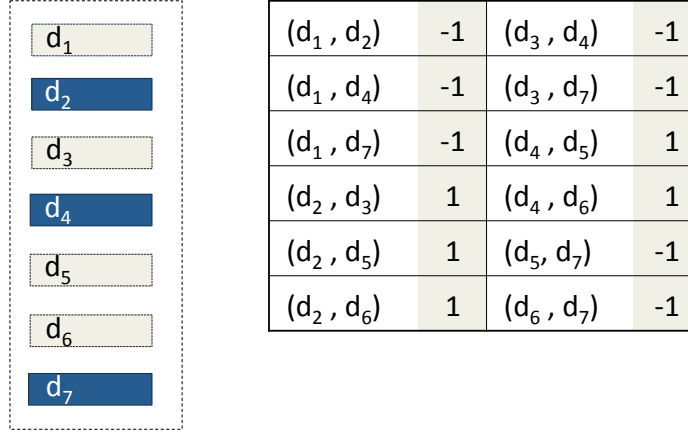 d1
d2
d3
d4
d5
d6
d7
(d1 , d2) -1 (d3 , d4) -1
(d1 , d4) -1 (d3 , d7) -1
(d1 , d7) -1 (d4 , d5) 1
(d2 , d3) 1 (d4 , d6) 1
(d2 , d5) 1 (d5, d7) -1
(d2 , d6) 1 (d6 , d7) -1